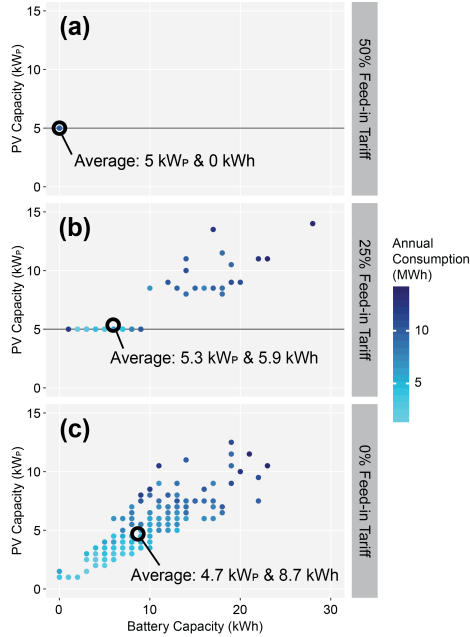 (a)
15
10
5
0
PV Capacity (kWP)
Average: 5 kWP & 0 kWh
50% Feed-in Tariff
(b)
15
10
5
0
PV Capacity (kWP)
Average: 5.3 kWP & 5.9 kWh
25% Feed-in Tariff
Annual
Consumption
(MWh)
10
5
(c)
15
10
5
0
PV Capacity (kWP)
Average: 4.7 kWP & 8.7 kWh
0% Feed-in Tariff
0
10
20
30
Battery Capacity (kWh)